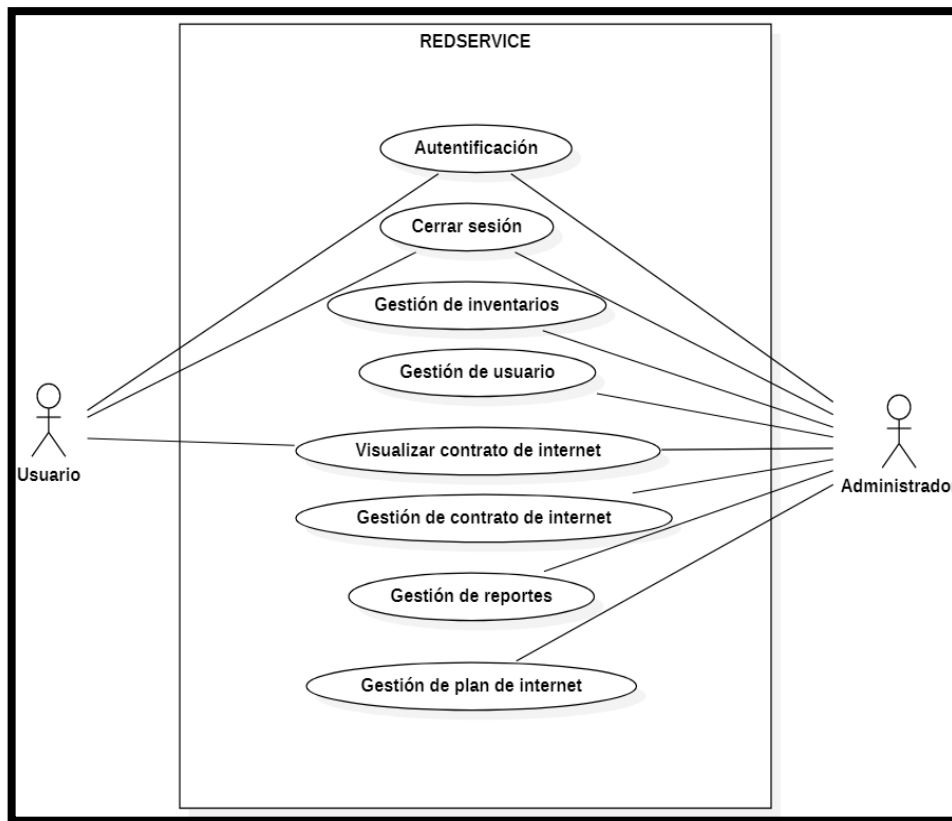 REDSERVICE
Autentificación
Cerrar sesión
Gestión de inventarios
Gestión de usuario
Visualizar contrato de internet
Gestión de contrato de internet
Gestión de reportes
Gestión de plan de internet
Usuario
Administrador